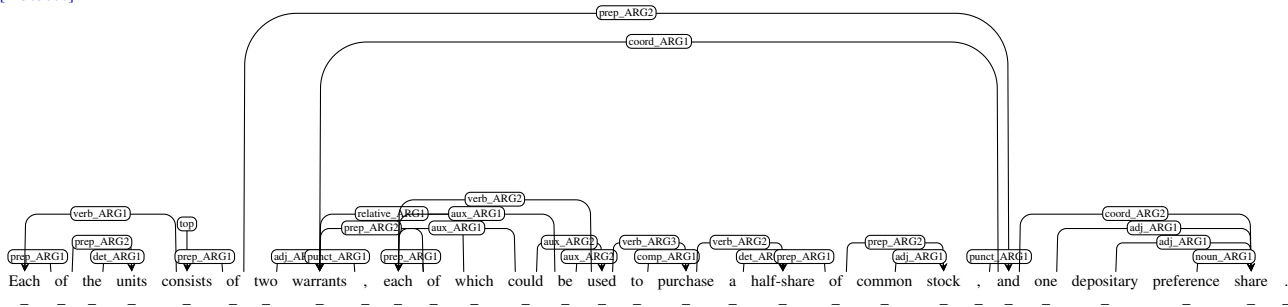 prep_ARG2
coord_ARG1
verb_ARG2
verb_ARG1 relative_ARG1 aux_ARG1 coord_ARG2
top prep_ARG2 aux_ARG1 adj_ARG1
prep_ARG2 aux_ARG2 verb_ARG3 verb_ARG2 prep_ARG2 adj_ARG1
prep_ARG1 det_ARG1 prep_ARG1 punct_ARG1 prep_ARG1 aux_ARG2 comp_ARG1 prep_ARG1 adj_ARG1 punct_ARG1 noun_ARG1
Each of the units consists of two warrants , each of which could be used to purchase a half-share of common stock , and one depositary preference share .